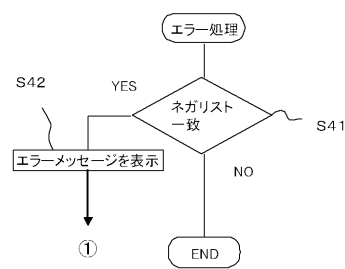 エラー処理
S42
YES
ネガリスト
一致
S41
エラーメッセージを表示
NO
①
END